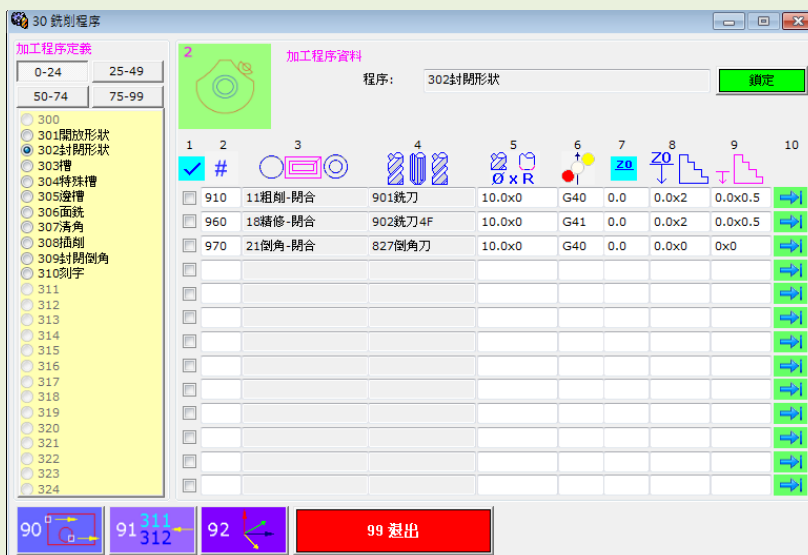 30 銑削程序
加工程序定義
0-24 25-49
50-74 75-99
300
301開放形狀
302封閉形狀
303槽
304特殊槽
305邊槽
306面銑
307清角
308插削
309封閉倒角
310刻字
311
312
313
314
315
316
317
318
319
320
321
322
323
324
2
加工程序資料
程序: 302封閉形狀 鎖定
1 2 3 4 5 6 7 8 9 10
# Ø x R Z0 Z0
910 11粗削-閉合 901銑刀 10.0x0 G40 0.0 0.0x2 0.0x0.5
960 18精修-閉合 902銑刀4F 10.0x0 G41 0.0 0.0x2 0.0x0.5
970 21倒角-閉合 827倒角刀 10.0x0 G40 0.0 0.0x0 0x0
90 91 311 312 92 99 退出